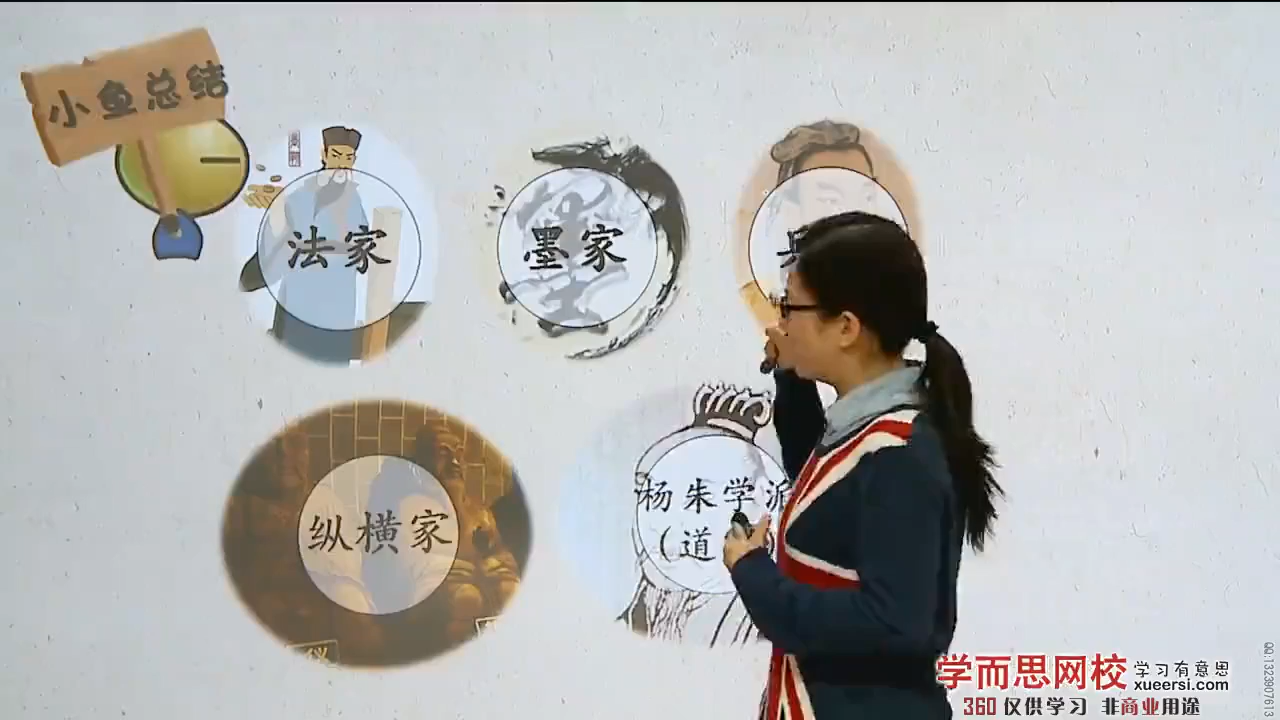 小鱼总结
法家
墨家
纵横家
杨朱学派
（道
学而思网校
学习有意思
xueersi.com
360 仅供学习 非商业用途
QQ:132307613